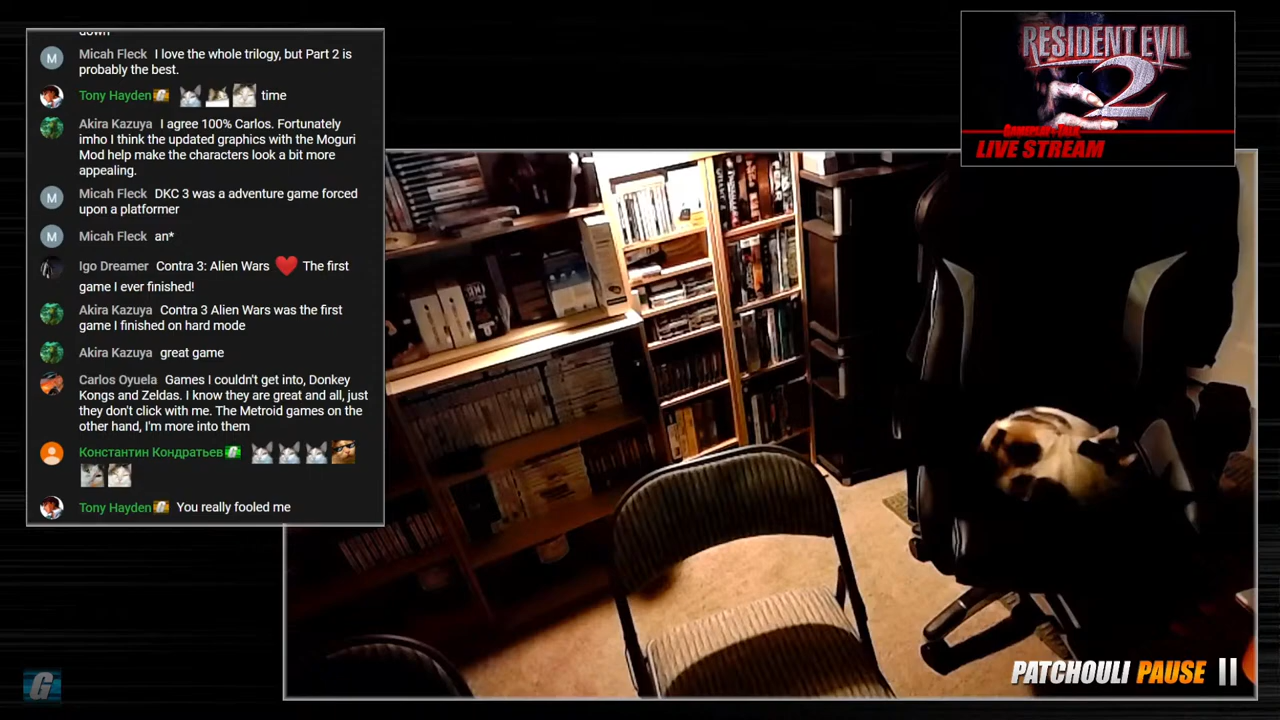 down
Micah Fleck I love the whole trilogy, but Part 2 is
probably the best.
Tony Hayden time
Akira Kazuya I agree 100% Carlos. Fortunately
imho I think the updated graphics with the Moguri
Mod help make the characters look a bit more
appealing.
Micah Fleck DKC 3 was a adventure game forced
upon a platformer
Micah Fleck an*
Igo Dreamer Contra 3: Alien Wars ❤️ The first
game I ever finished!
Akira Kazuya Contra 3 Alien Wars was the first
game I finished on hard mode
Akira Kazuya great game
Carlos Oyuela Games I couldn't get into, Donkey
Kongs and Zeldas. I know they are great and all, just
they don't click with me. The Metroid games on the
other hand, I'm more into them
Константин Кондратьев
Tony Hayden You really fooled me
RESIDENT EVIL
2
GAMEPLAY + TALK
LIVE STREAM
FEAR
PATCHOULI PAUSE
G